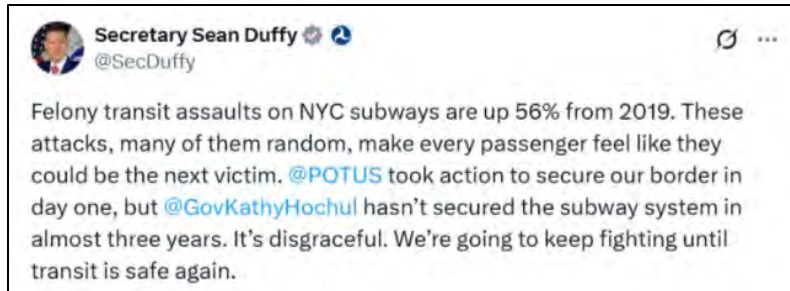 Secretary Sean Duffy
@SecDuffy
Felony transit assaults on NYC subways are up 56% from 2019. These
attacks, many of them random, make every passenger feel like they
could be the next victim. @POTUS took action to secure our border in
day one, but @GovKathyHochul hasn't secured the subway system in
almost three years. It's disgraceful. We're going to keep fighting until
transit is safe again.